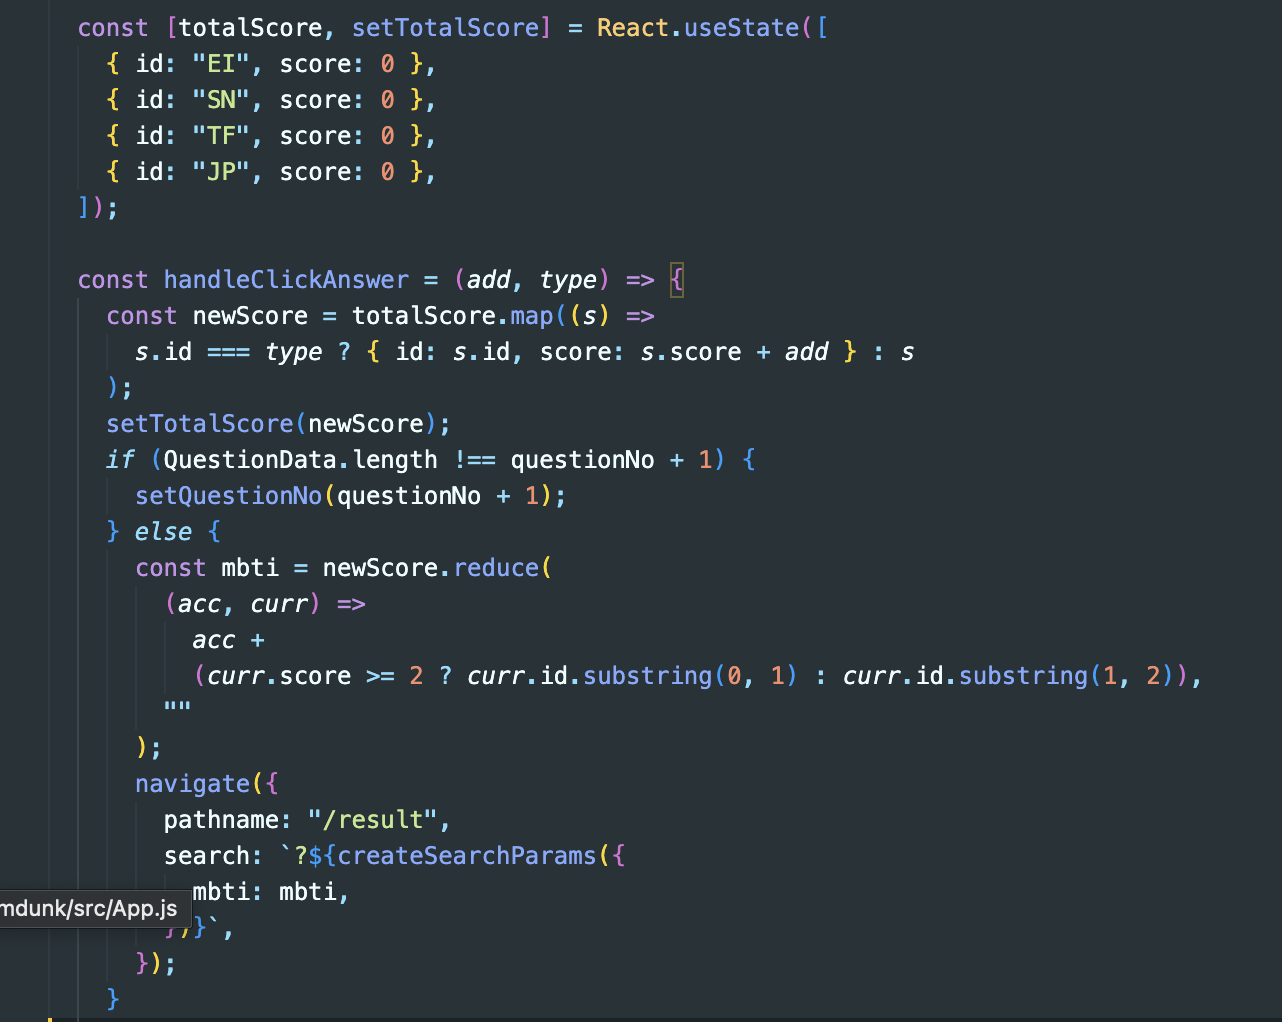 const [totalScore, setTotalScore] = React.useState([
{ id: "EI", score: 0 },
{ id: "SN", score: 0 },
{ id: "TF", score: 0 },
{ id: "JP", score: 0 },
]);
const handleClickAnswer = (add, type) => {
const newScore = totalScore.map((s) =>
s.id === type ? { id: s.id, score: s.score + add } : s
);
setTotalScore(newScore);
if (QuestionData.length !== questionNo + 1) {
setQuestionNo(questionNo + 1);
} else {
const mbti = newScore.reduce(
(acc, curr) =>
acc +
(curr.score >= 2 ? curr.id.substring(0, 1) : curr.id.substring(1, 2)),
""
);
navigate({
pathname: "/result",
search: `?${createSearchParams({
mbti: mbti,
mdunk/src/App.js
})}`,
});
}